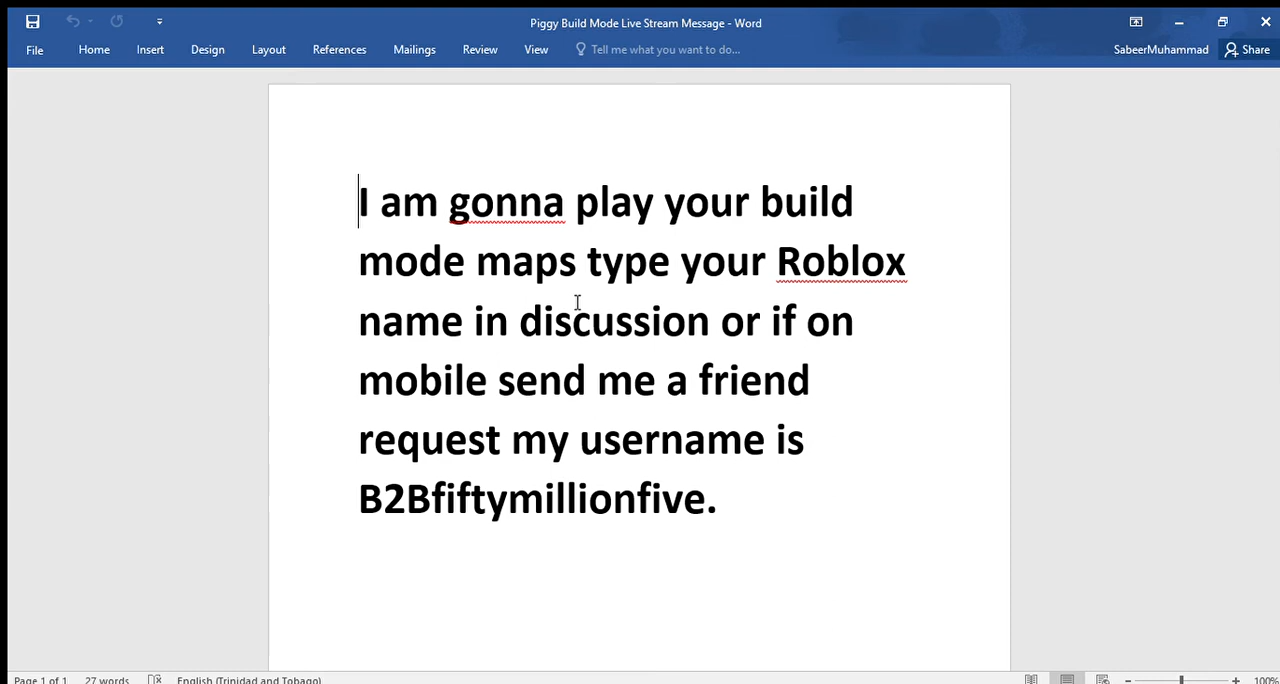 Piggy Build Mode Live Stream Message - Word
File Home Insert Design Layout References Mailings Review View Tell me what you want to do... SabeerMuhammad Share
I am gonna play your build
mode maps type your Roblox
name in discussion or if on
mobile send me a friend
request my username is
B2Bfiftymillionfive.
Page 1 of 1 27 words English (Trinidad and Tobago) 100%